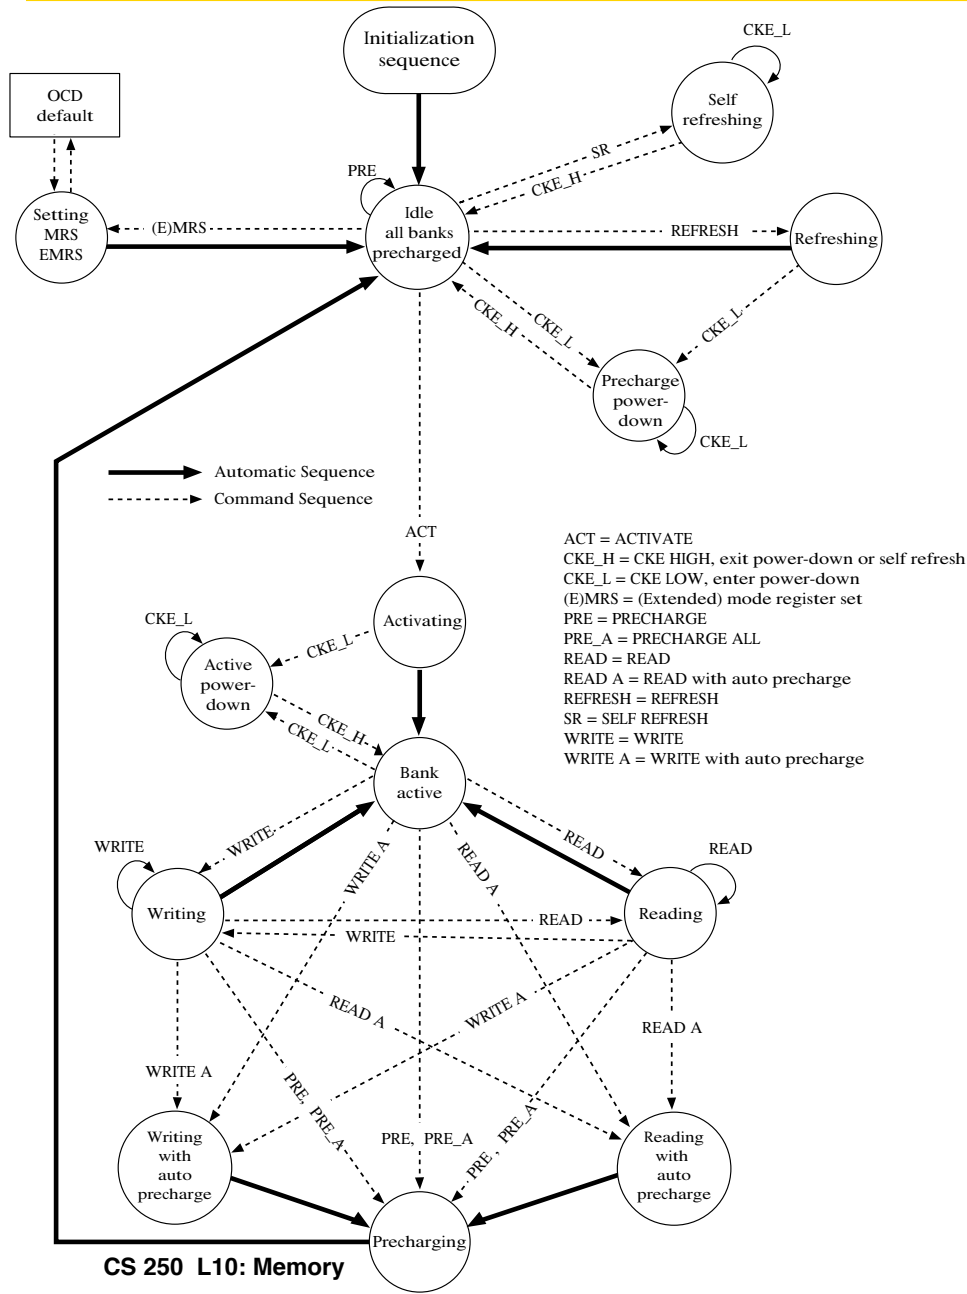 Initialization
sequence
CKE_L
OCD
default
Self
refreshing
SR
CKE_H
PRE
Setting
MRS
EMRS
(E)MRS
Idle
all banks
precharged
REFRESH
Refreshing
CKE_L
CKE_H
CKE_L
Precharge
power-
down
CKE_L
Automatic Sequence
Command Sequence
ACT
ACT = ACTIVATE
CKE_H = CKE HIGH, exit power-down or self refresh
CKE_L = CKE LOW, enter power-down
(E)MRS = (Extended) mode register set
PRE = PRECHARGE
PRE_A = PRECHARGE ALL
READ = READ
READ A = READ with auto precharge
REFRESH = REFRESH
SR = SELF REFRESH
WRITE = WRITE
WRITE A = WRITE with auto precharge
CKE_L
Activating
CKE_L
Active
power-
down
CKE_H
CKE_L
Bank
active
WRITE
WRITE
WRITE A
READ A
READ
READ
Writing
READ
WRITE
Reading
READ A
WRITE A
READ A
WRITE A
PRE, PRE_A
PRE, PRE_A
PRE , PRE_A
Writing
with
auto
precharge
Reading
with
auto
precharge
Precharging
CS 250 L10: Memory